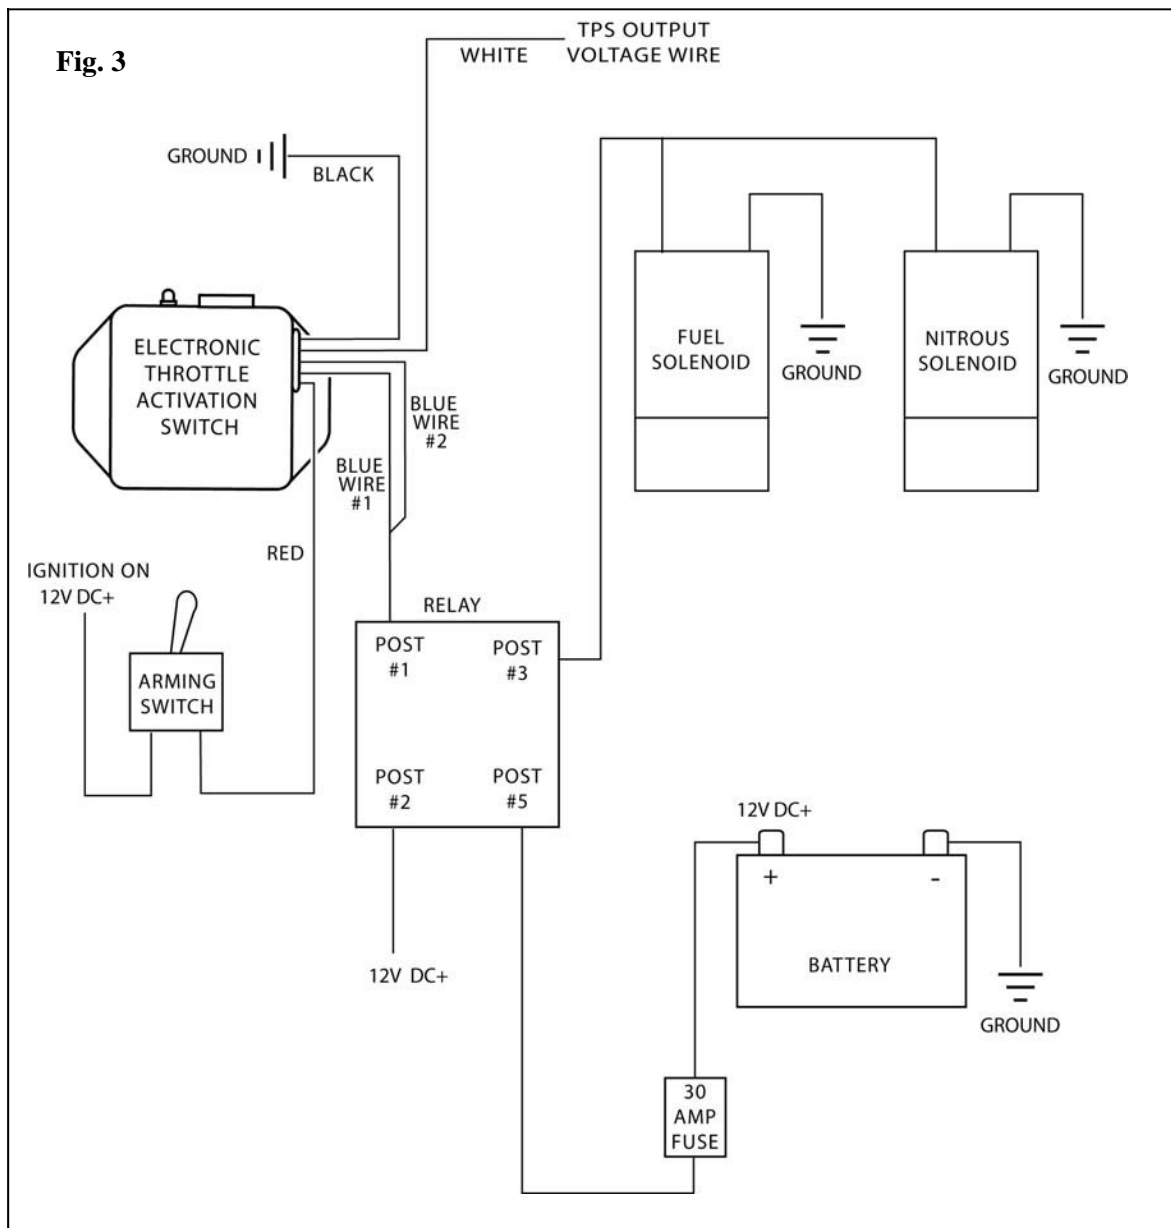 Fig. 3
TPS OUTPUT
VOLTAGE WIRE
WHITE
GROUND
BLACK
ELECTRONIC
THROTTLE
ACTIVATION
SWITCH
BLUE
WIRE
#2
BLUE
WIRE
#1
RED
FUEL
SOLENOID
GROUND
NITROUS
SOLENOID
GROUND
IGNITION ON
12V DC+
ARMING
SWITCH
RELAY
POST
#1
POST
#3
POST
#2
POST
#5
12V DC+
12V DC+
+
-
BATTERY
GROUND
30
AMP
FUSE